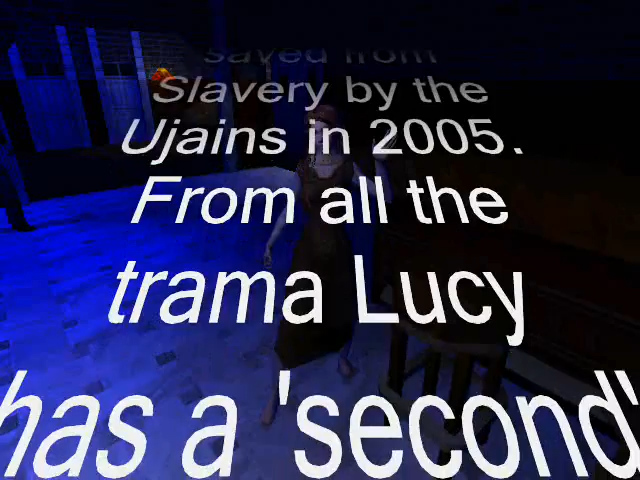 saved from
Slavery by the
Ujains in 2005.
From all the
trama Lucy
has a 'second'